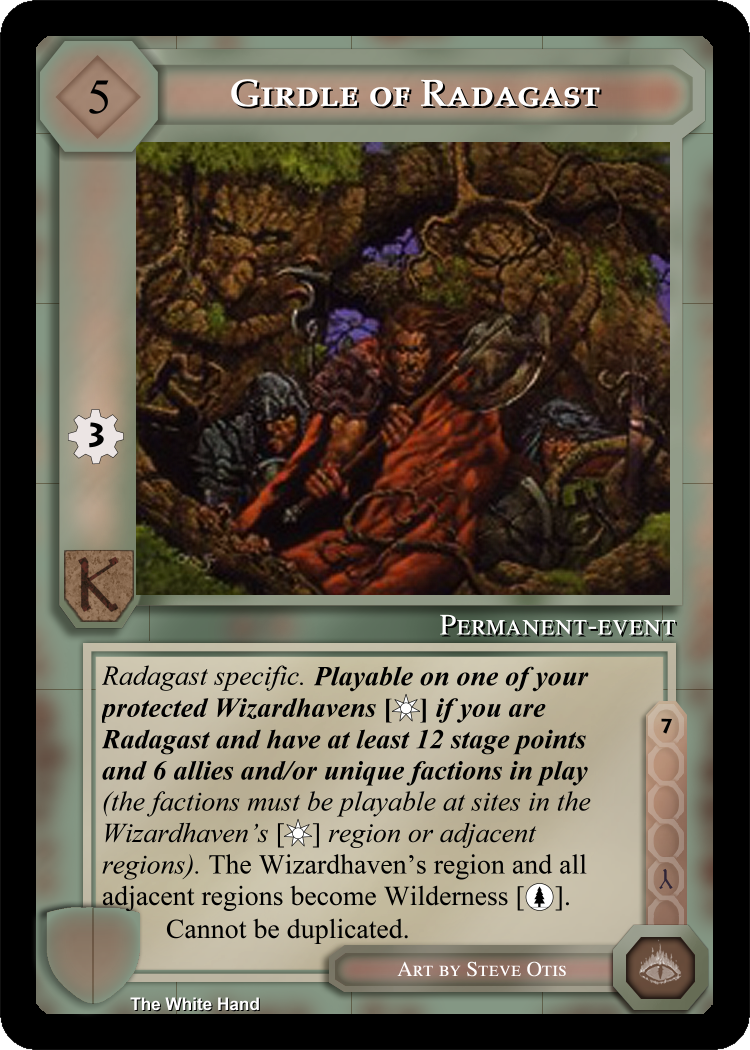 5
Girdle of Radagast
3
K
Permanent-event
Radagast specific. Playable on one of your
protected Wizardhavens [] if you are
Radagast and have at least 12 stage points
and 6 allies and/or unique factions in play
(the factions must be playable at sites in the
Wizardhaven's [] region or adjacent
regions). The Wizardhaven's region and all
adjacent regions become Wilderness [].
Cannot be duplicated.
7
Art by Steve Otis
The White Hand